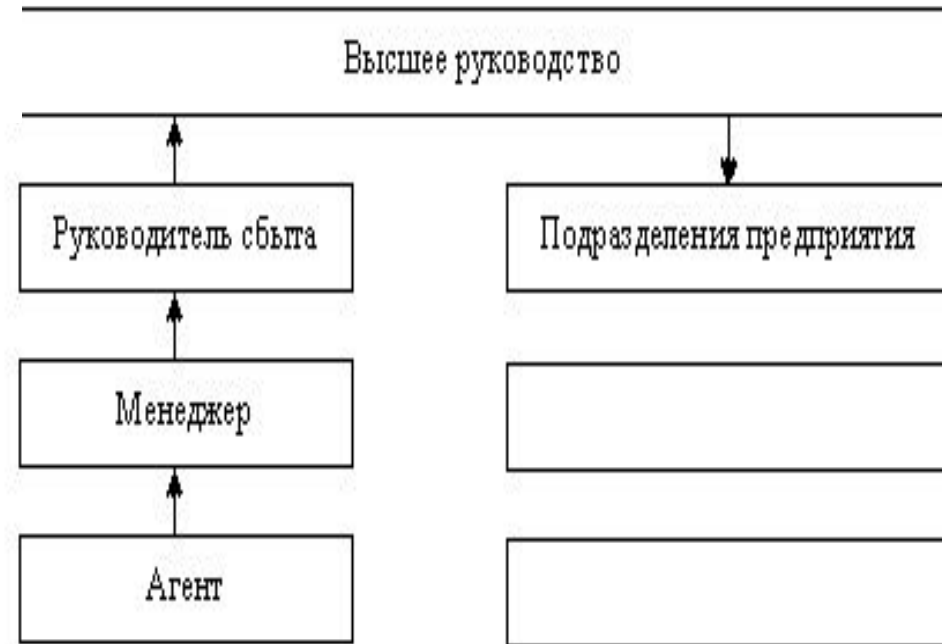 Высшее руководство
Руководитель сбыта
Подразделения предприятия
Менеджер
Агент